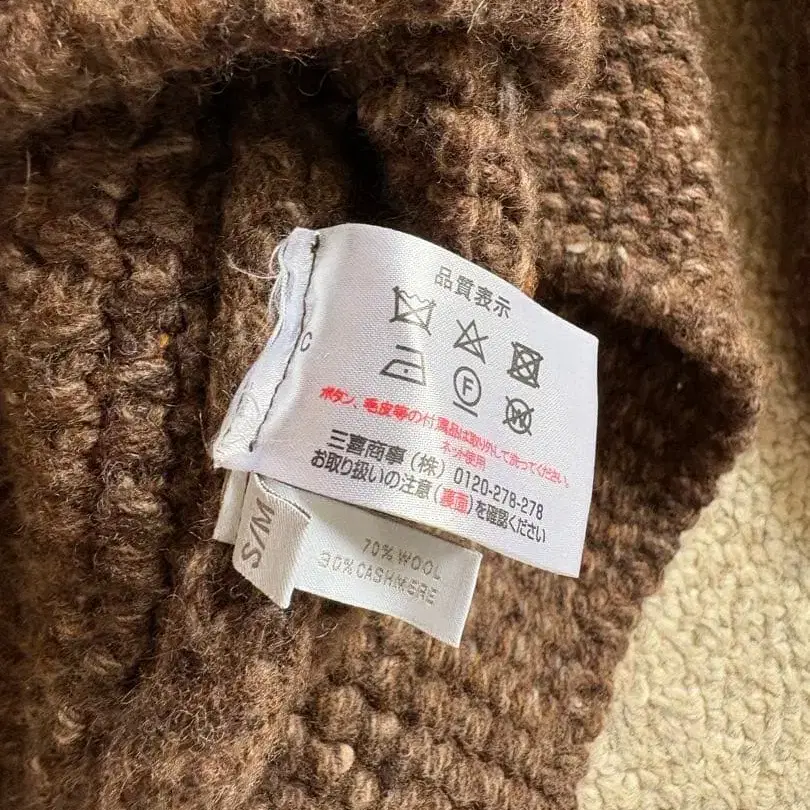 品質表示
C
F
W
ボタン、毛皮等の付属品は取り外して洗ってください。
ネット使用
三喜商事(株) 0120-278-278
お取り扱いの注意(裏面)を確認ください
S/M
70% WOOL
30% CASHMERE